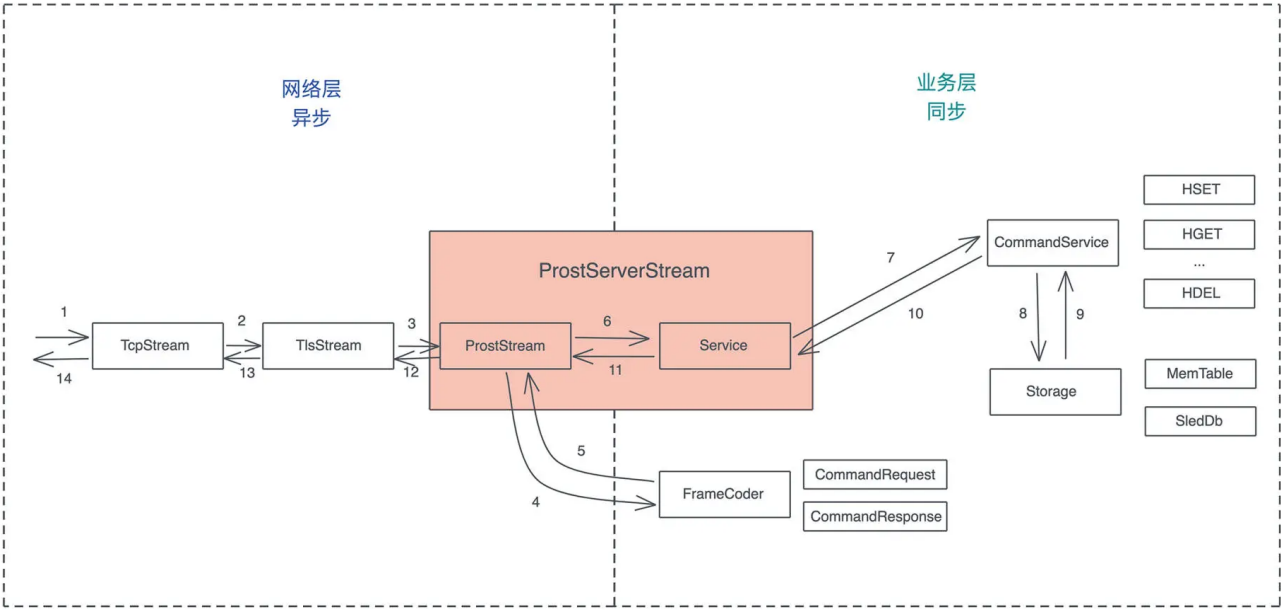 网络层
异步
业务层
同步
HSET
HGET
...
HDEL
CommandService
7
10
8
9
ProstServerStream
1
2
3
6
TcpStream
TlsStream
ProstStream
Service
14
13
12
11
Storage
MemTable
SledDb
5
4
FrameCoder
CommandRequest
CommandResponse